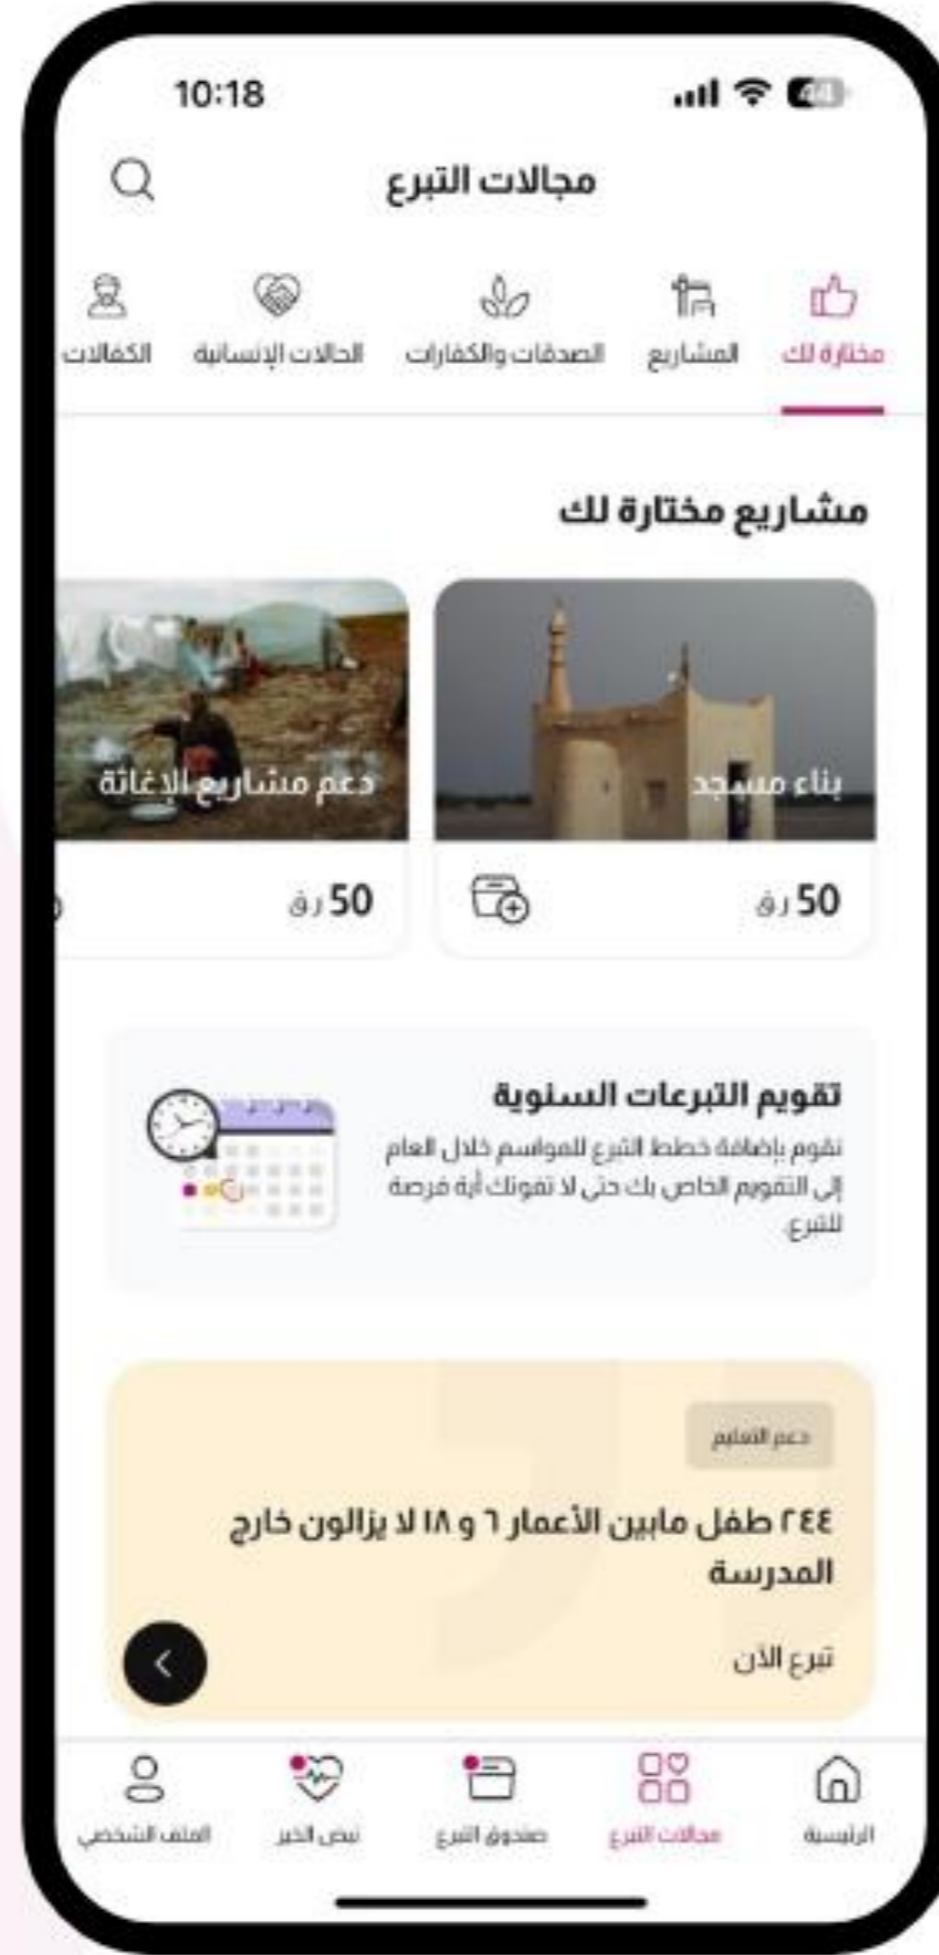 10:18
44
مجالات التبرع
مختارة لك
المشاريع
الصدقات والكفارات
الحالات الإنسانية
الكفالات
مشاريع مختارة لك
بناء مسجد
دعم مشاريع الإغاثة
50 رق
50 رق
تقويم التبرعات السنوية
نقوم بإضافة خطط التبرع للمواسم خلال العام
إلى التقويم الخاص بك حتى لا تفوتك أية فرصة
للتبرع.
دعم التعليم
٢٤٤ طفل مابين الأعمار ٦ و ١٨ لا يزالون خارج
المدرسة
تبرع الآن
الرئيسية
مجالات التبرع
صندوق التبرع
نبض الخير
الملف الشخصي